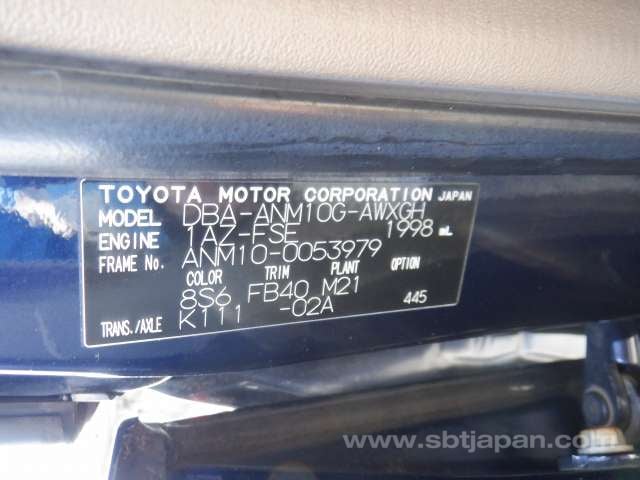 TOYOTA MOTOR CORPORATION JAPAN
MODEL DBA-ANM10G-AWXGH
ENGINE 1AZ-FSE 1998 mL
FRAME No. ANM10-0053979
COLOR TRIM PLANT OPTION
8S6 FB40 M21 445
TRANS./AXLE K111 -02A
www.sbtjapan.com